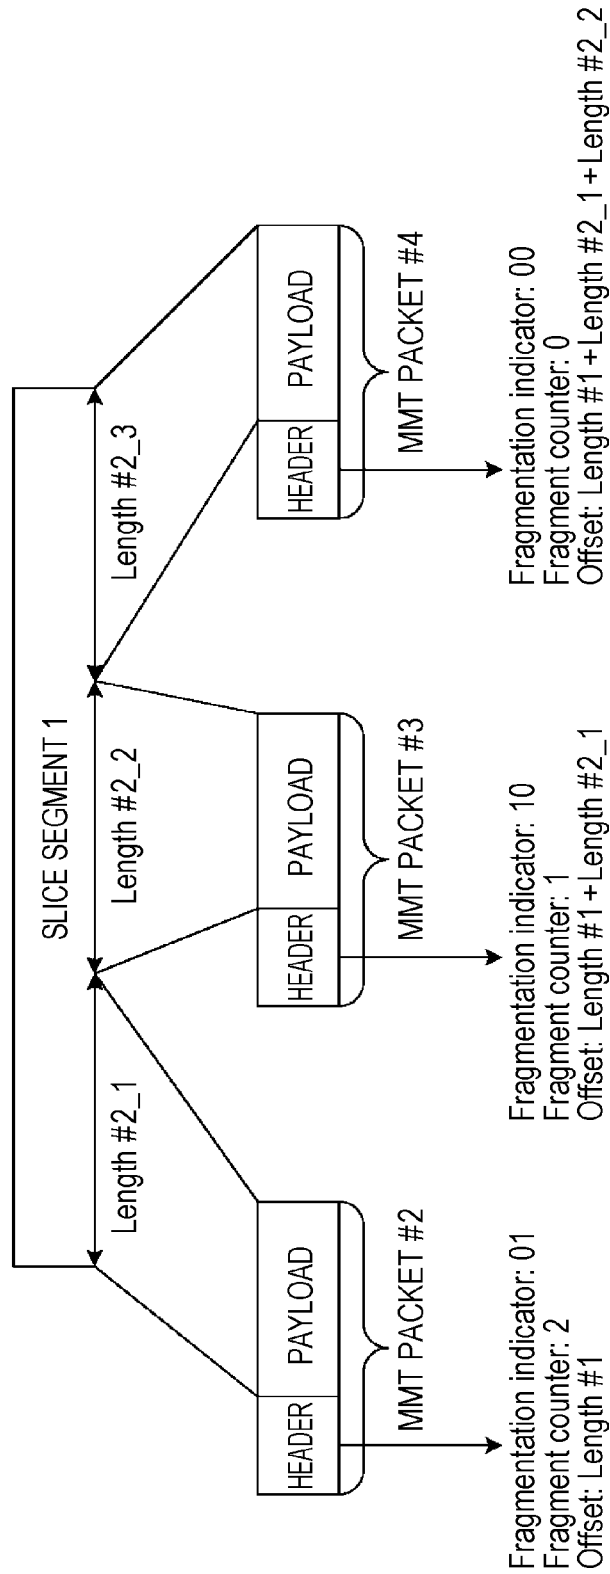 SLICE SEGMENT 1
Length #2_1
Length #2_2
Length #2_3
HEADER
PAYLOAD
HEADER
PAYLOAD
HEADER
PAYLOAD
MMT PACKET #2
MMT PACKET #3
MMT PACKET #4
Fragmentation indicator: 01
Fragment counter: 2
Offset: Length #1
Fragmentation indicator: 10
Fragment counter: 1
Offset: Length #1+Length #2_1
Fragmentation indicator: 00
Fragment counter: 0
Offset: Length #1+Length #2_1+Length #2_2